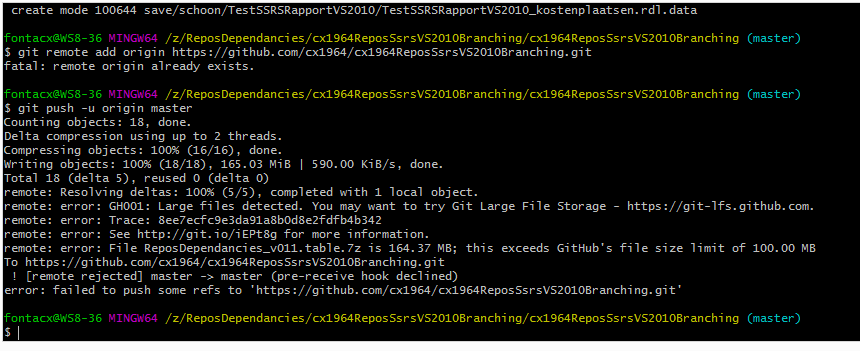 create mode 100644 save/schoon/TestSSRSRapportVS2010/TestSSRSRapportVS2010_kostenplaatsen.rdl.data
fontacx@WS8-36 MINGW64 /z/ReposDependancies/cx1964ReposSsrsVS2010Branching/cx1964ReposSsrsVS2010Branching (master)
$ git remote add origin https://github.com/cx1964/cx1964ReposSsrsVS2010Branching.git
fatal: remote origin already exists.
fontacx@WS8-36 MINGW64 /z/ReposDependancies/cx1964ReposSsrsVS2010Branching/cx1964ReposSsrsVS2010Branching (master)
$ git push -u origin master
Counting objects: 18, done.
Delta compression using up to 2 threads.
Compressing objects: 100% (16/16), done.
Writing objects: 100% (18/18), 165.03 MiB | 590.00 KiB/s, done.
Total 18 (delta 5), reused 0 (delta 0)
remote: Resolving deltas: 100% (5/5), completed with 1 local object.
remote: error: GH001: Large files detected. You may want to try Git Large File Storage - https://git-lfs.github.com.
remote: error: Trace: 8ee7ecfc9e3da91a8b0d8e2fdfb4b342
remote: error: See http://git.io/iEPt8g for more information.
remote: error: File ReposDependancies_v011.table.7z is 164.37 MB; this exceeds GitHub's file size limit of 100.00 MB
To https://github.com/cx1964/cx1964ReposSsrsVS2010Branching.git
! [remote rejected] master -> master (pre-receive hook declined)
error: failed to push some refs to 'https://github.com/cx1964/cx1964ReposSsrsVS2010Branching.git'
fontacx@WS8-36 MINGW64 /z/ReposDependancies/cx1964ReposSsrsVS2010Branching/cx1964ReposSsrsVS2010Branching (master)
$